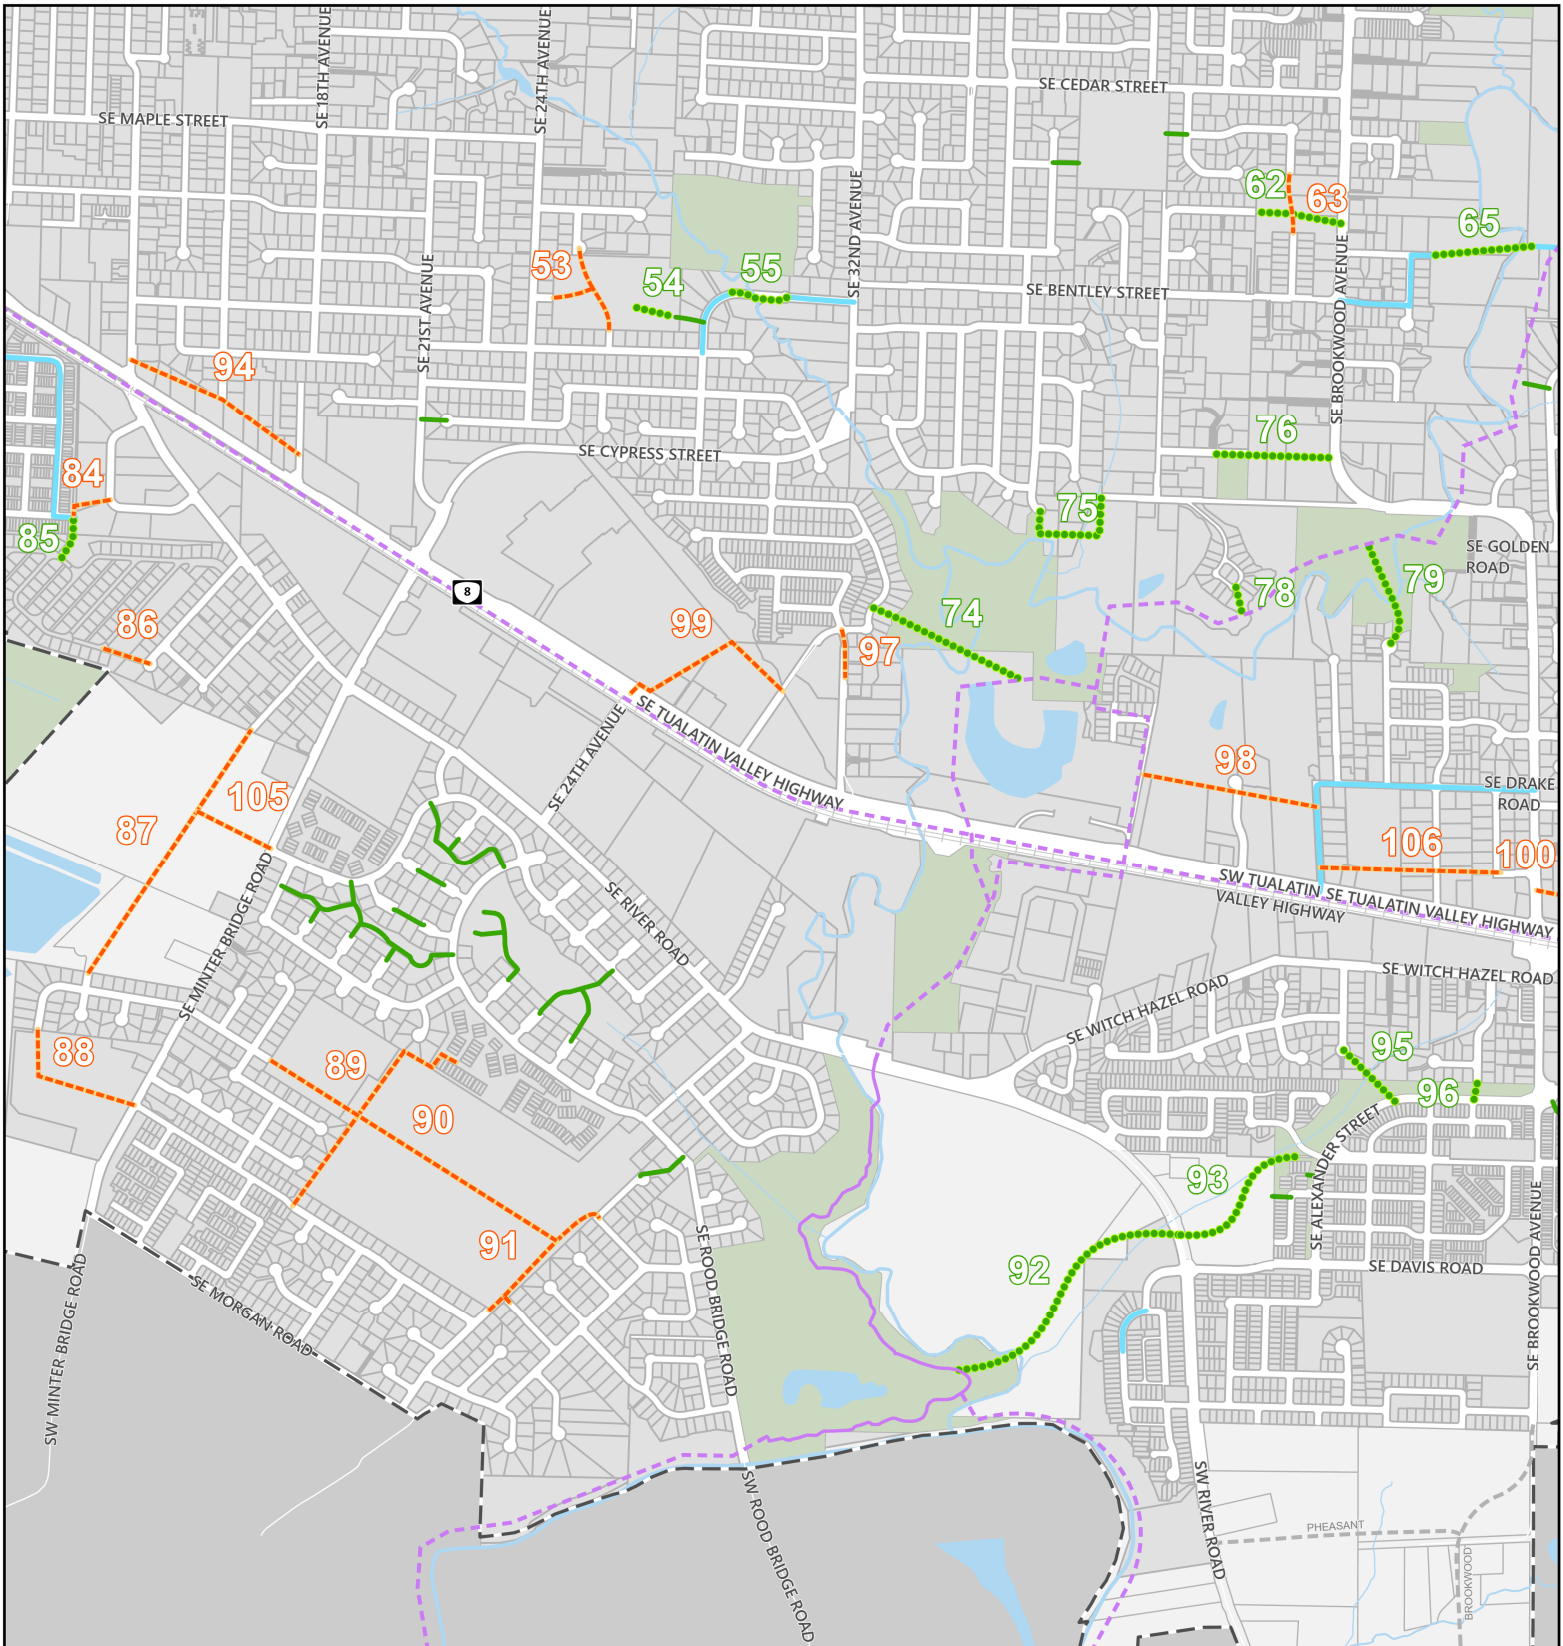 SE 18TH AVENUE
SE 24TH AVENUE
SE CEDAR STREET
SE MAPLE STREET
62
63
SE 32ND AVENUE
65
53
54
55
SE 21ST AVENUE
SE BENTLEY STREET
SE BROOKWOOD AVENUE
94
76
SE CYPRESS STREET
84
75
85
SE GOLDEN
ROAD
8
78
79
86
99
74
97
SE TUALATIN VALLEY HIGHWAY
SE 24TH AVENUE
98
105
SE DRAKE
ROAD
87
106
100
SE MINTER BRIDGE ROAD
SE RIVER ROAD
SW TUALATIN
VALLEY HIGHWAY
SE TUALATIN VALLEY HIGHWAY
SE WITCH HAZEL ROAD
SE WITCH HAZEL ROAD
88
89
95
96
90
SE ALEXANDER STREET
93
91
92
SE ROOD BRIDGE ROAD
SE DAVIS ROAD
SE BROOKWOOD AVENUE
SW MINTER BRIDGE ROAD
SE MORGAN ROAD
SW ROOD BRIDGE ROAD
SW RIVER ROAD
PHEASANT
BROOKWOOD